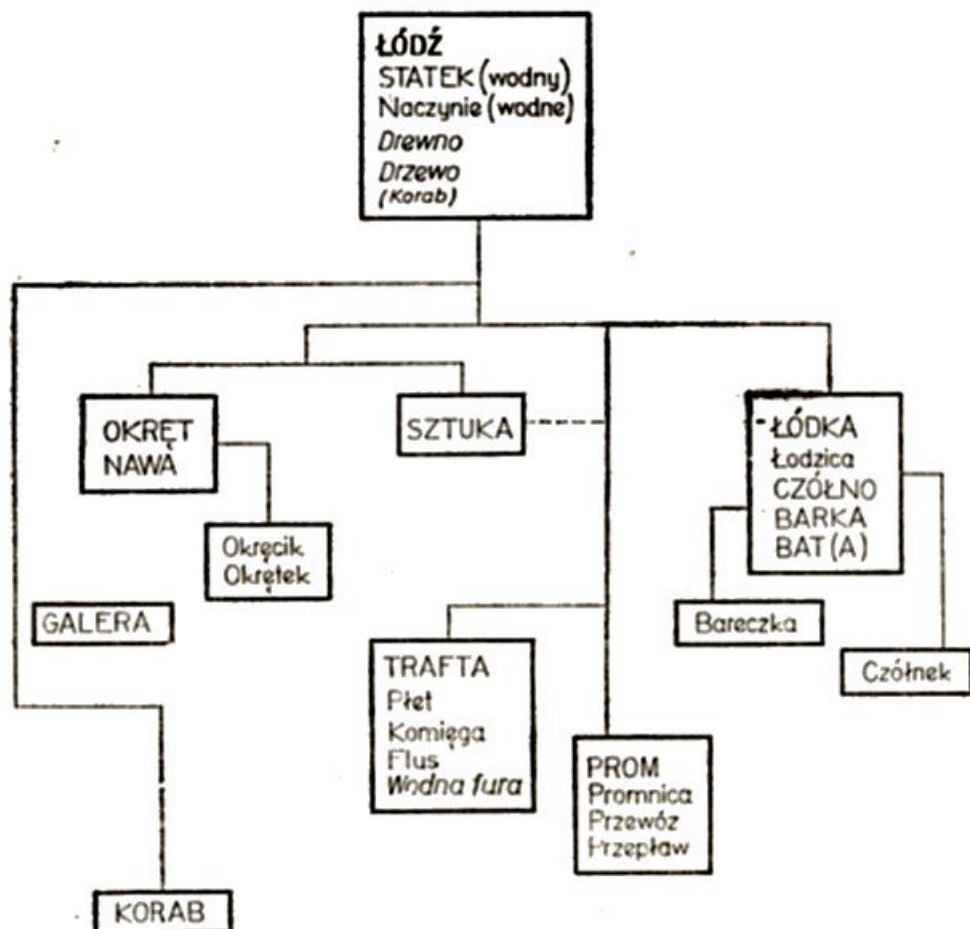 ŁÓDŹ
STATEK (wodny)
Naczynie (wodne)
Drewno
Drzewo
(Korab)
OKRĘT
NAWA
SZTUKA
ŁÓDKA
Łodzica
CZÓŁNO
BARKA
BAT (A)
Okręcik
Okrętek
GALERA
Bareczka
Czółnek
TRAFTA
Płet
Komięga
Flus
Wodna fura
PROM
Promnica
Przewóz
Przepław
KORAB